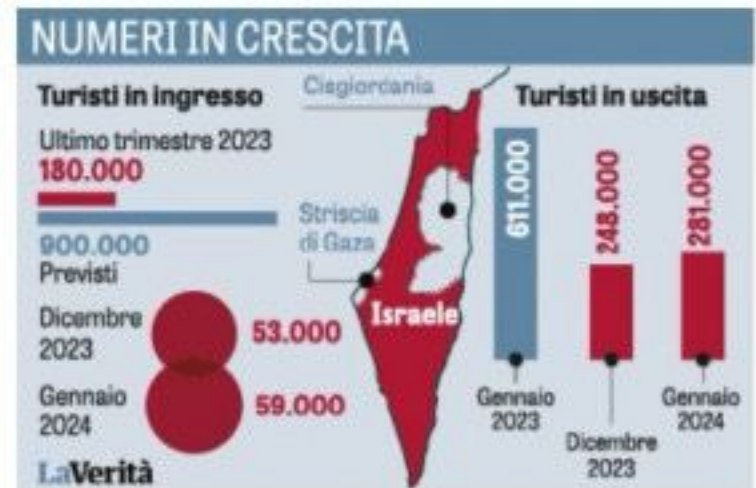 NUMERI IN CRESCITA
Turisti in ingresso
Ultimo trimestre 2023
180.000
900.000
Previsti
Dicembre
2023
53.000
Gennaio
2024
59.000
LaVerità
Cisgiordania
Striscia
di Gaza
Israele
Turisti in uscita
611.000
Gennaio
2023
248.000
Dicembre
2023
281.000
Gennaio
2024